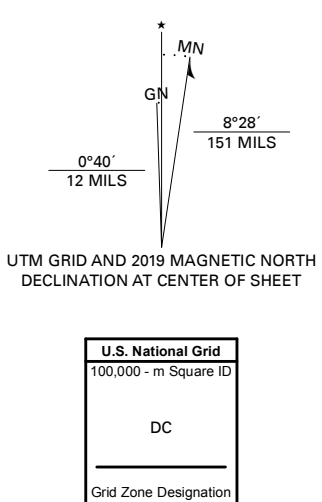 ★
MN
GN
8°28´
151 MILS
0°40´
12 MILS
UTM GRID AND 2019 MAGNETIC NORTH
DECLINATION AT CENTER OF SHEET
U.S. National Grid
100,000 - m Square ID
DC
Grid Zone Designation